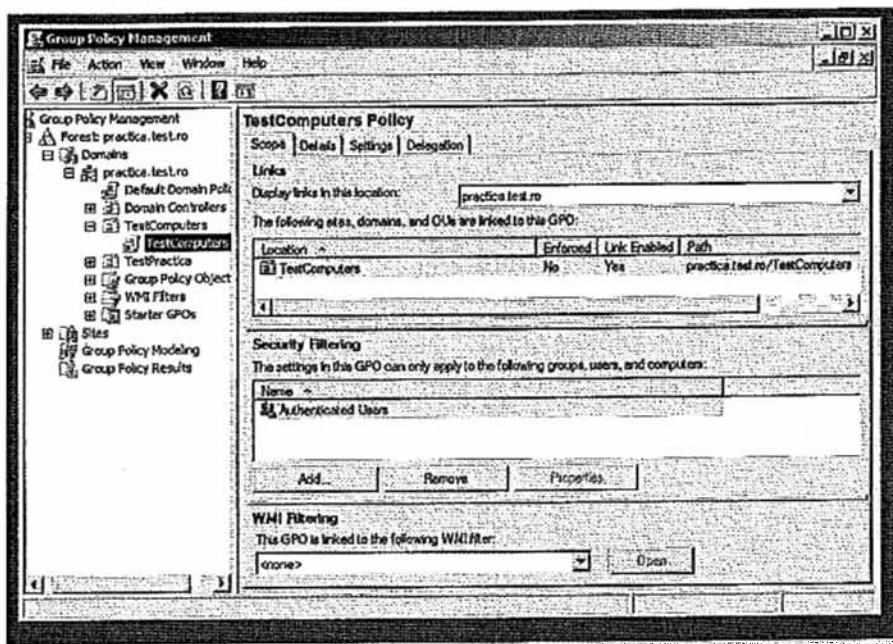 Group Policy Management
File Action View Window Help
Group Policy Management
Forest: practica.test.ro
Domains
practica.test.ro
Default Domain Polic
Domain Controllers
TestComputers
TestComputers
TestPractica
Group Policy Object
WMI Filters
Starter GPOs
Sites
Group Policy Modeling
Group Policy Results
TestComputers Policy
Scope Details Settings Delegation
Links
Display links in this location: practica.test.ro
The following sites, domains, and OUs are linked to this GPO:
Location Enforced Link Enabled Path
TestComputers No Yes practica.test.ro/TestComputers
Security Filtering
The settings in this GPO can only apply to the following groups, users, and computers:
Name
Authenticated Users
Add... Remove Properties
WMI Filtering
This GPO is linked to the following WMI filter:
<none> Open